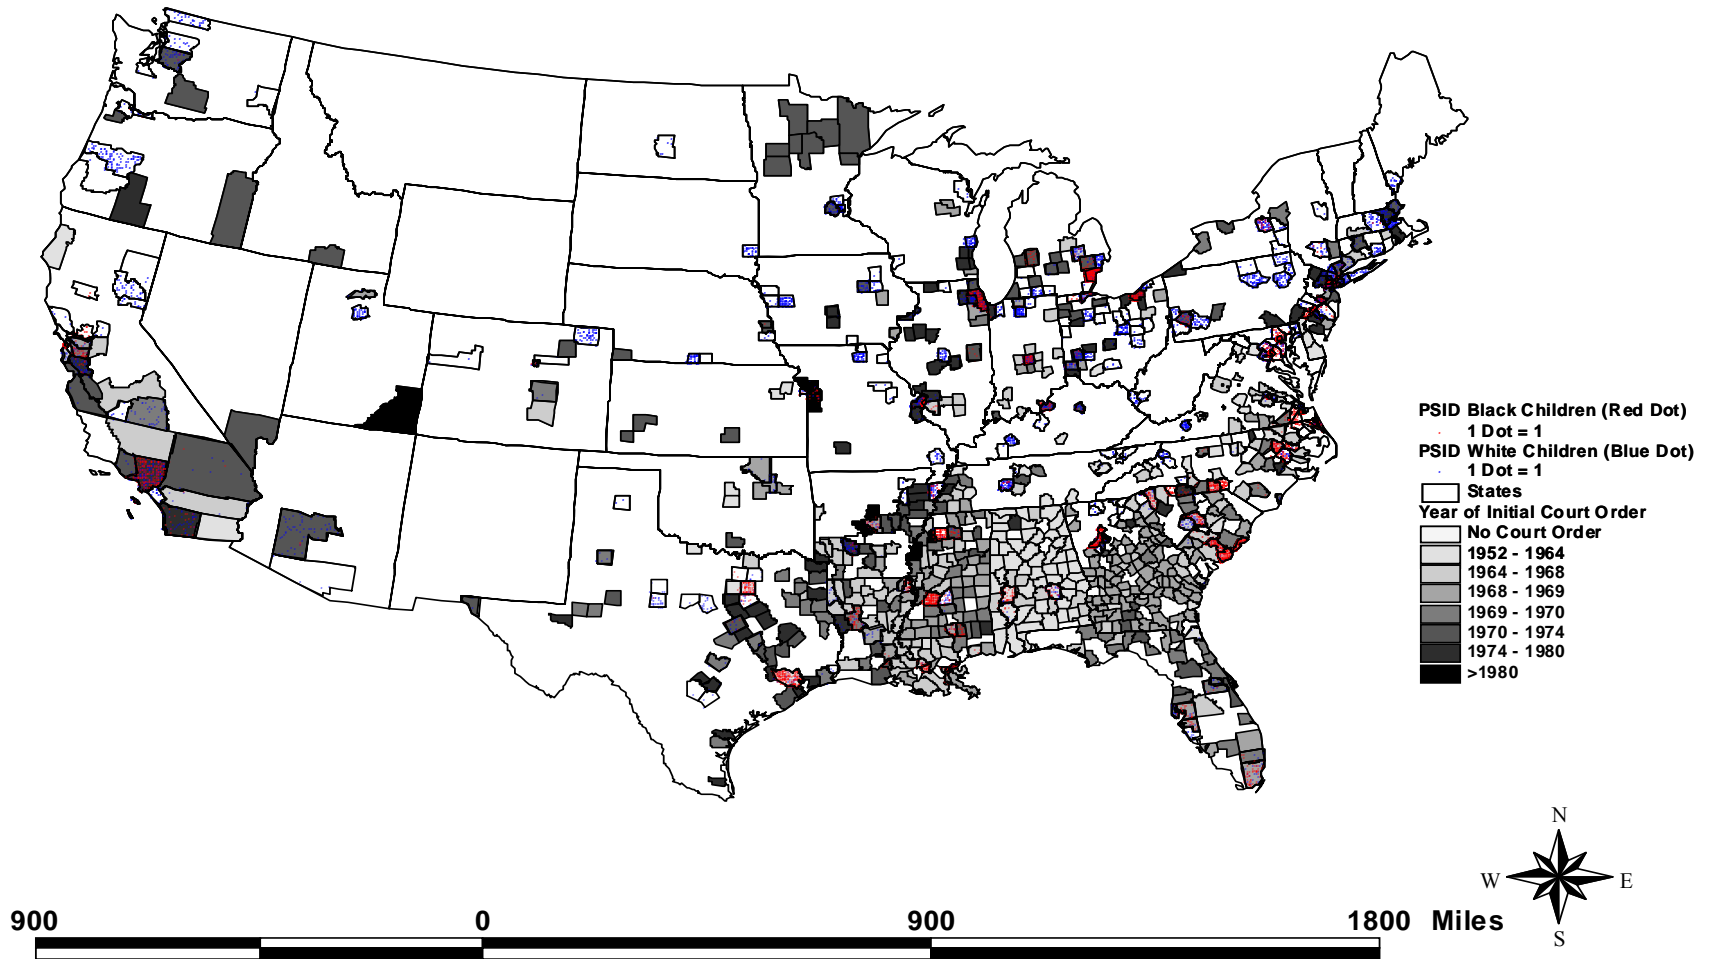 PSID Black Children (Red Dot)
1 Dot = 1
PSID White Children (Blue Dot)
1 Dot = 1
States
Year of Initial Court Order
No Court Order
1952 - 1964
1964 - 1968
1968 - 1969
1969 - 1970
1970 - 1974
1974 - 1980
>1980
N
W E
S
900 0 900 1800 Miles